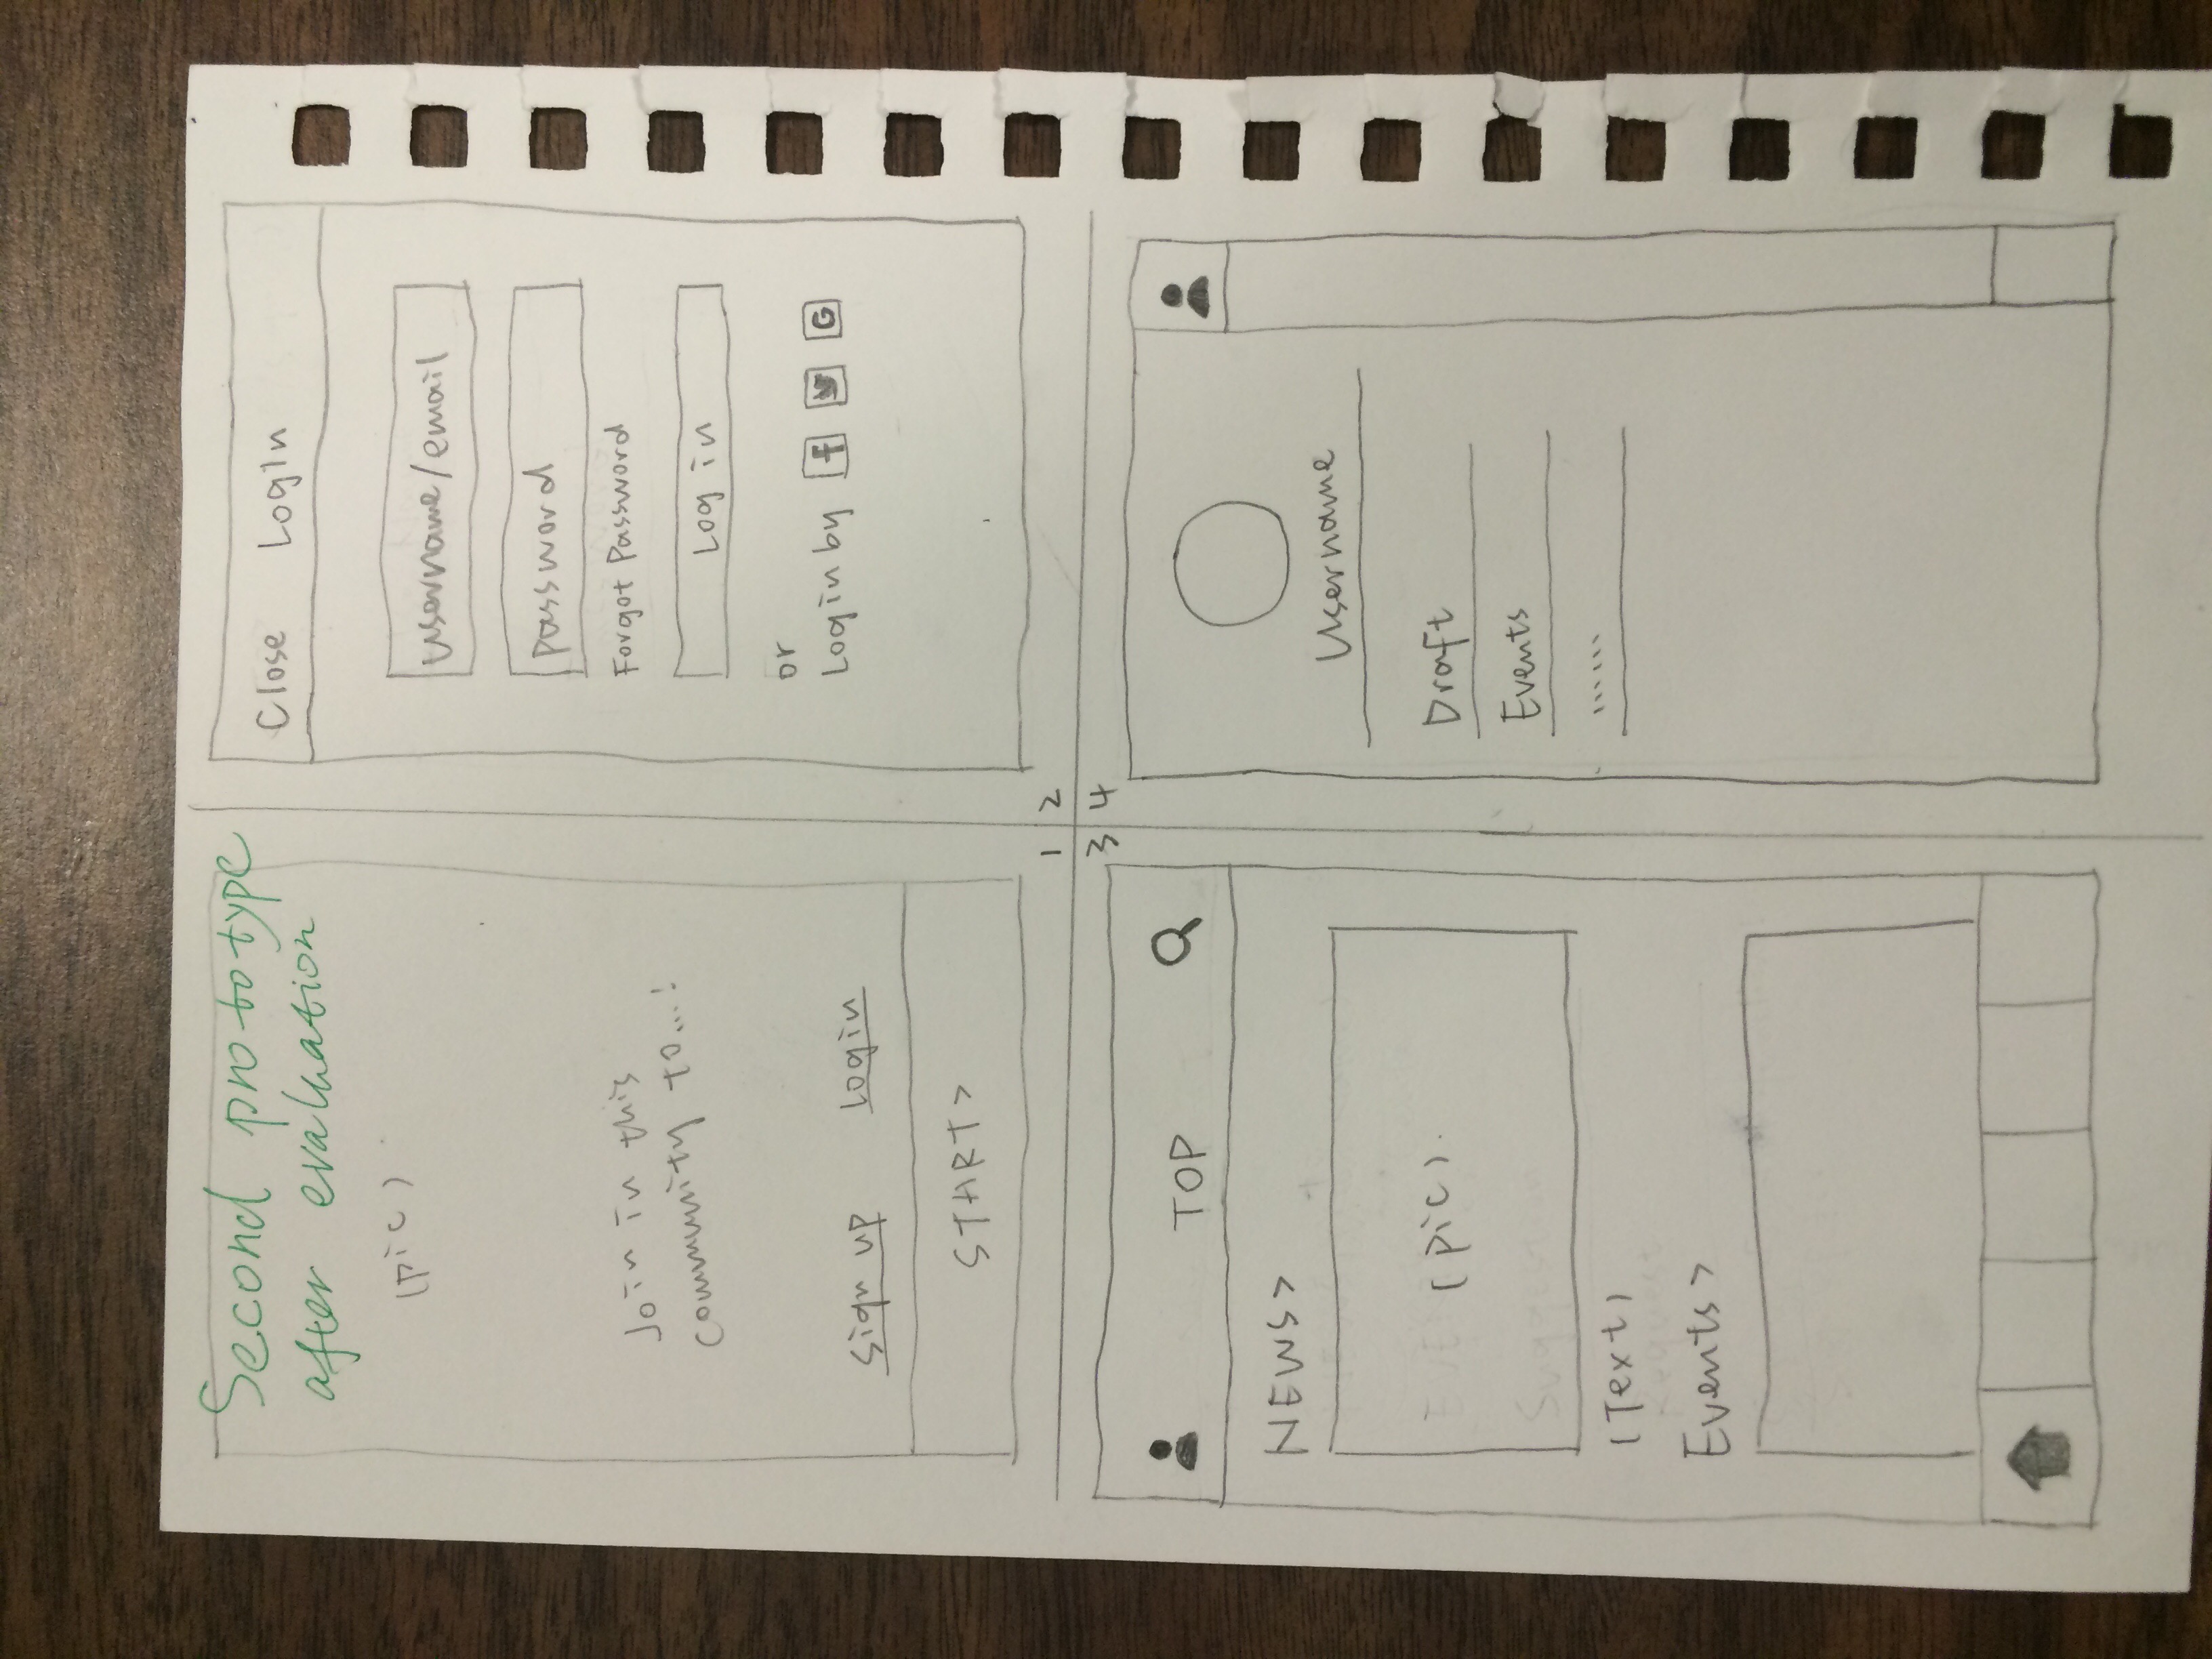 Second prototype
after evaluation
(pic)
Join in this
community to...!
sign up   Login
START>
1
Close   LogIn
username/email
password
Forgot Password
Log in
or
Login by f G
2
3
TOP
NEWS>
(pic).
(Text)
Events>
4
Username
Draft
Events
......